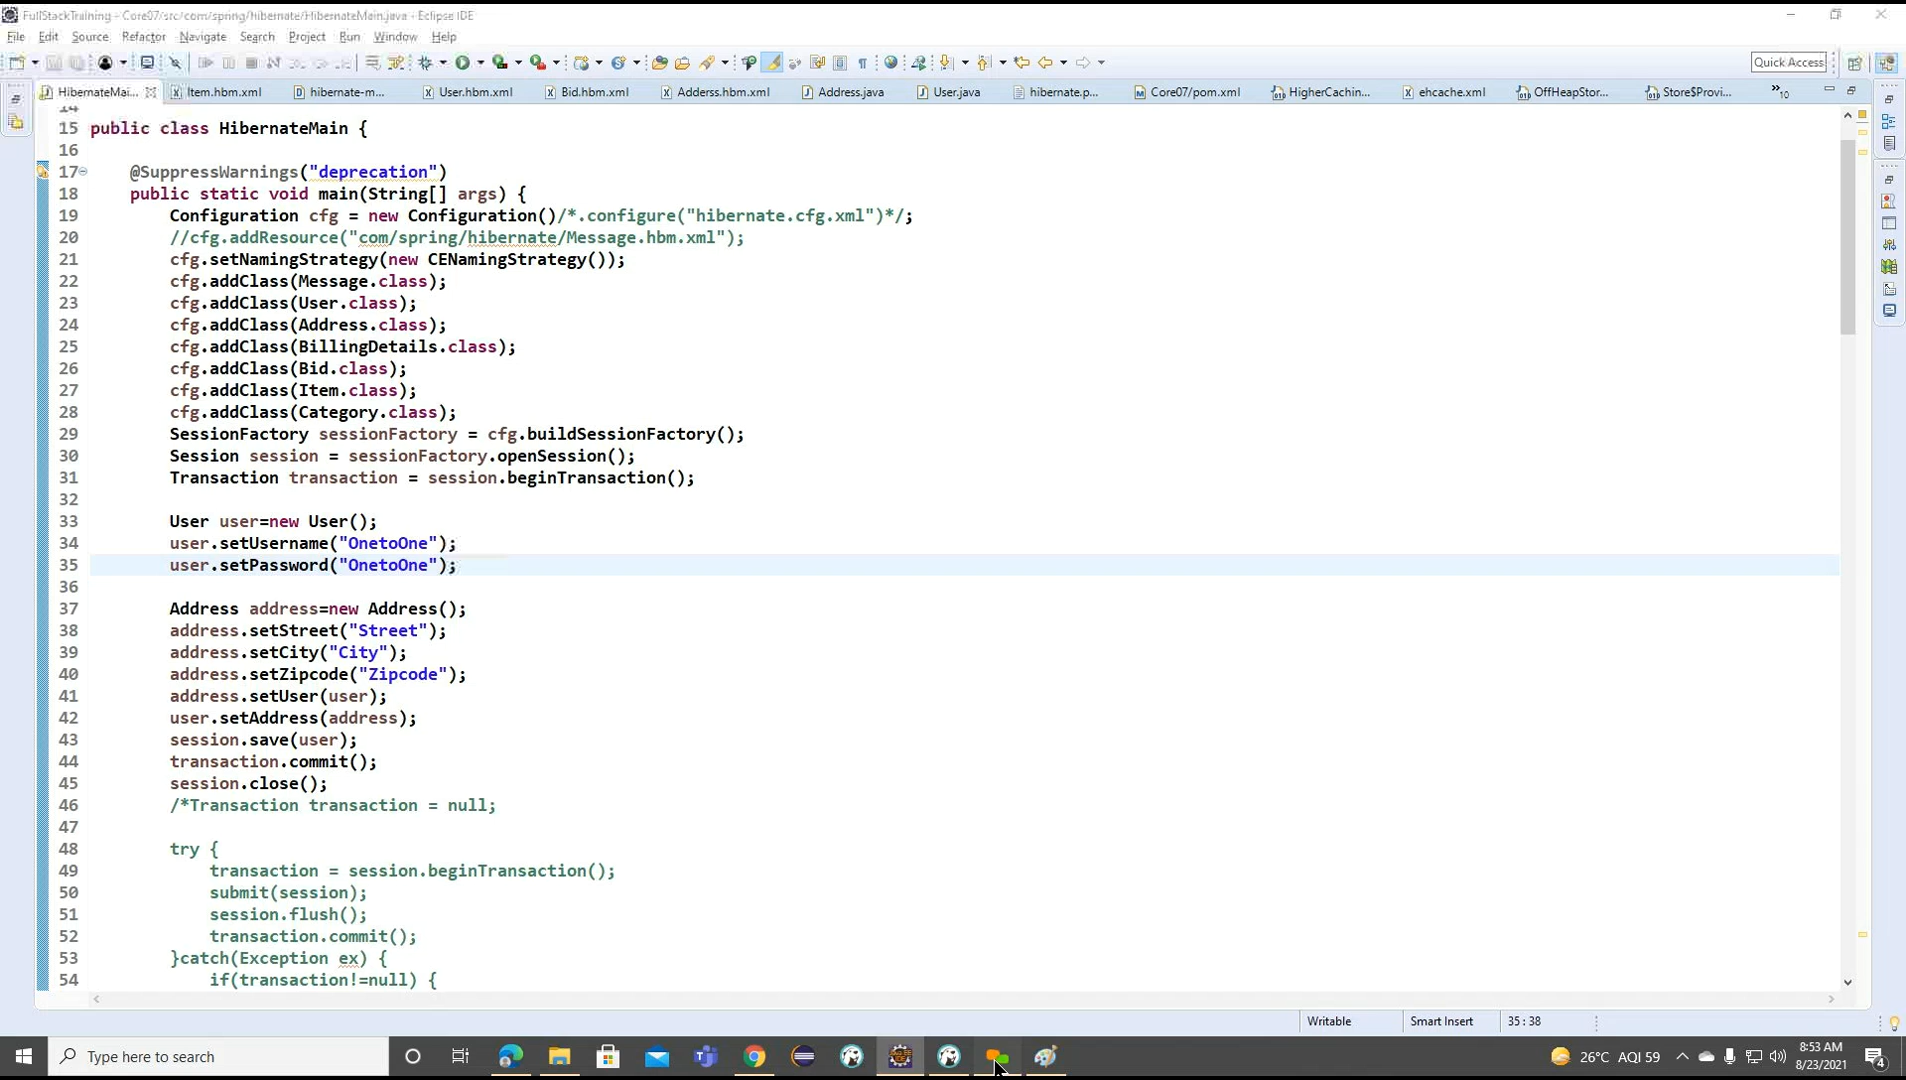 FullStackTraining - Core07/src/com/spring/hibernate/HibernateMain.java - Eclipse IDE
File Edit Source Refactor Navigate Search Project Run Window Help
Quick Access
HibernateMai... Item.hbm.xml hibernate-m... User.hbm.xml Bid.hbm.xml Adderss.hbm.xml Address.java User.java hibernate.p... Core07/pom.xml HigherCachin... ehcache.xml OffHeapStor... Store$Provi... »10
14
15 public class HibernateMain {
16
17 @SuppressWarnings("deprecation")
18 public static void main(String[] args) {
19 Configuration cfg = new Configuration()/*.configure("hibernate.cfg.xml")*/;
20 //cfg.addResource("com/spring/hibernate/Message.hbm.xml");
21 cfg.setNamingStrategy(new CENamingStrategy());
22 cfg.addClass(Message.class);
23 cfg.addClass(User.class);
24 cfg.addClass(Address.class);
25 cfg.addClass(BillingDetails.class);
26 cfg.addClass(Bid.class);
27 cfg.addClass(Item.class);
28 cfg.addClass(Category.class);
29 SessionFactory sessionFactory = cfg.buildSessionFactory();
30 Session session = sessionFactory.openSession();
31 Transaction transaction = session.beginTransaction();
32
33 User user=new User();
34 user.setUsername("OnetoOne");
35 user.setPassword("OnetoOne");
36
37 Address address=new Address();
38 address.setStreet("Street");
39 address.setCity("City");
40 address.setZipcode("Zipcode");
41 address.setUser(user);
42 user.setAddress(address);
43 session.save(user);
44 transaction.commit();
45 session.close();
46 /*Transaction transaction = null;
47
48 try {
49 transaction = session.beginTransaction();
50 submit(session);
51 session.flush();
52 transaction.commit();
53 }catch(Exception ex) {
54 if(transaction!=null) {
Writable Smart Insert 35 : 38
Type here to search 26°C AQI 59 8:53 AM
8/23/2021 4